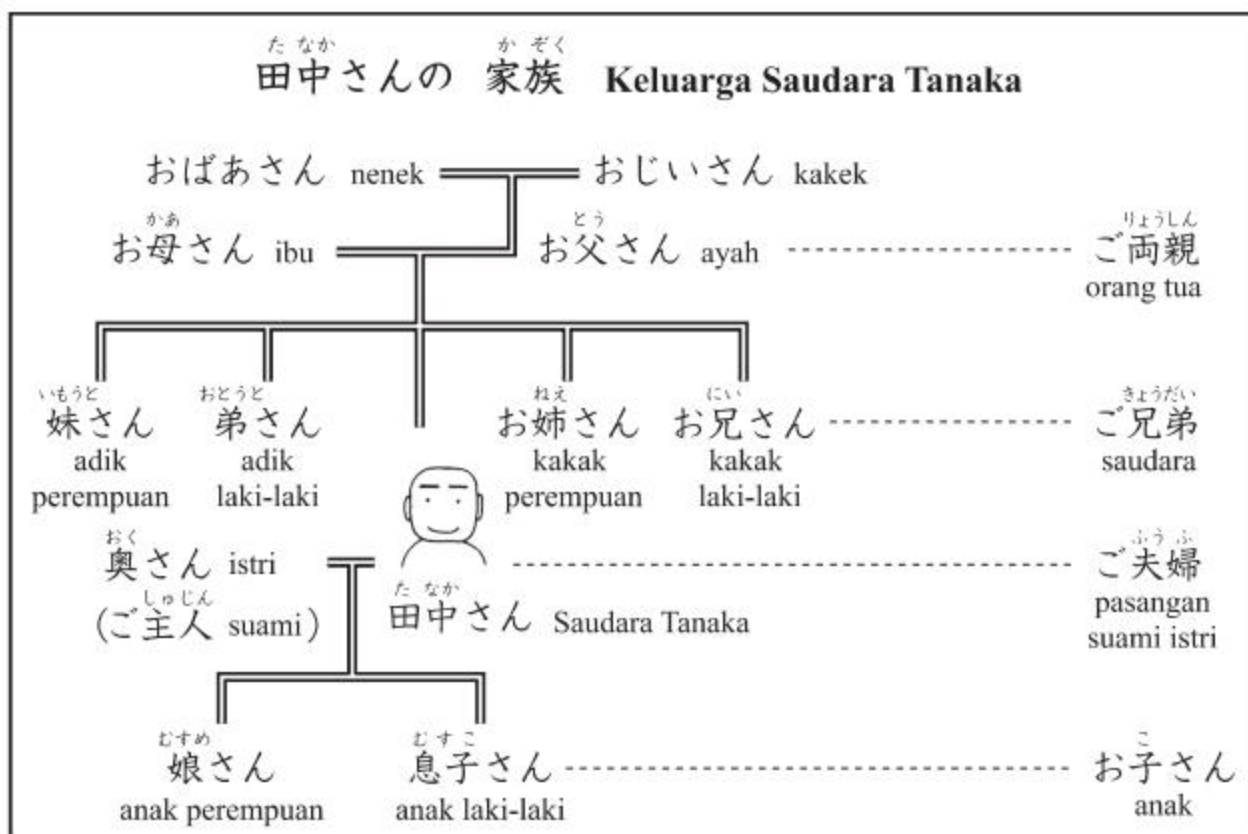 た なか か ぞく
田中さんの 家族 Keluarga Saudara Tanaka
おばあさん nenek おじいさん kakek
かあ とう りょうしん
お母さん ibu お父さん ayah ご両親
orang tua
いもうと おとうと ねえ にい きょうだい
妹さん 弟さん お姉さん お兄さん ご兄弟
adik adik kakak kakak saudara
perempuan laki-laki perempuan laki-laki
おく ふう ふ
奥さん istri ご夫婦
しゅじん た なか pasangan
(ご主人 suami) 田中さん Saudara Tanaka suami istri
むすめ むすこ こ
娘さん 息子さん お子さん
anak perempuan anak laki-laki anak